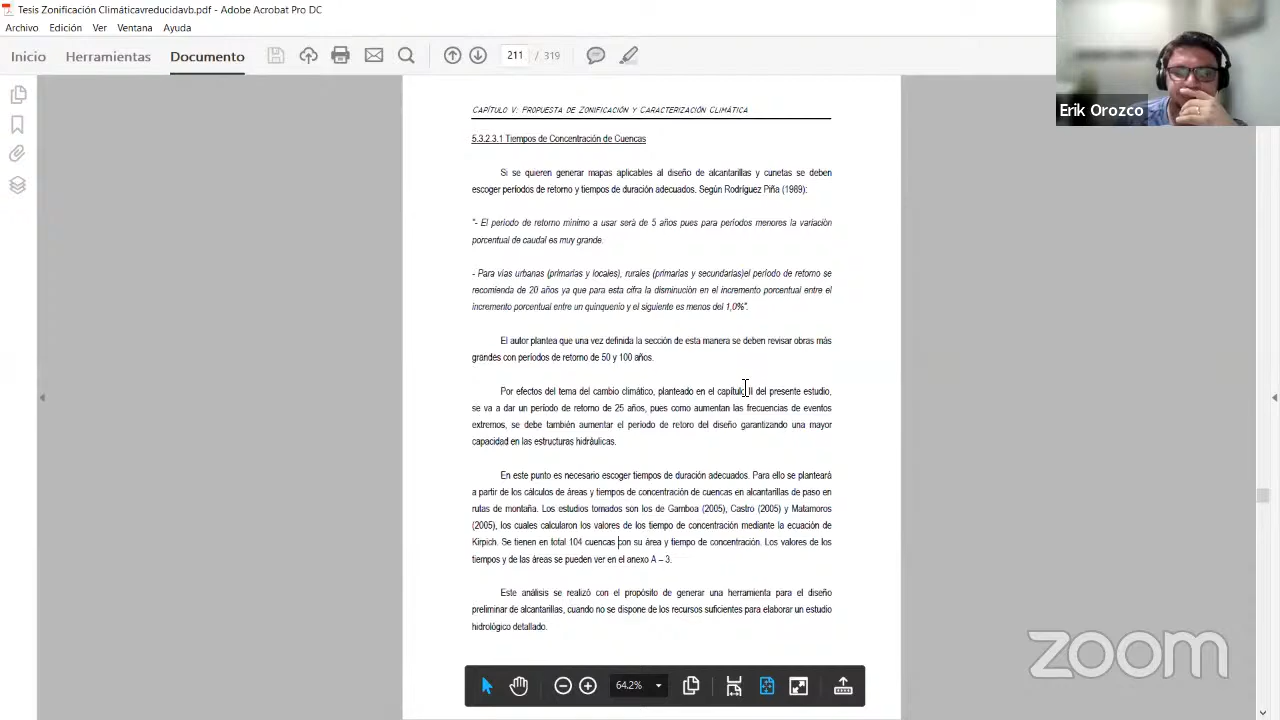 Tesis Zonificación Climáticavreducidavb.pdf - Adobe Acrobat Pro DC
Archivo Edición Ver Ventana Ayuda
Inicio Herramientas Documento 211 / 319
Erik Orozco
CAPÍTULO V: PROPUESTA DE ZONIFICACIÓN Y CARACTERIZACIÓN CLIMÁTICA
5.3.2.3.1 Tiempos de Concentración de Cuencas
Si se quieren generar mapas aplicables al diseño de alcantarillas y cunetas se deben
escoger períodos de retorno y tiempos de duración adecuados. Según Rodríguez Piña (1989):
"- El período de retorno mínimo a usar será de 5 años pues para períodos menores la variación
porcentual de caudal es muy grande.
- Para vías urbanas (primarias y locales), rurales (primarias y secundarias)el período de retorno se
recomienda de 20 años ya que para esta cifra la disminución en el incremento porcentual entre el
incremento porcentual entre un quinquenio y el siguiente es menos del 1,0%".
El autor plantea que una vez definida la sección de esta manera se deben revisar obras más
grandes con períodos de retorno de 50 y 100 años.
Por efectos del tema del cambio climático, planteado en el capítulo II del presente estudio,
se va a dar un período de retorno de 25 años, pues como aumentan las frecuencias de eventos
extremos, se debe también aumentar el período de retoro del diseño garantizando una mayor
capacidad en las estructuras hidráulicas.
En este punto es necesario escoger tiempos de duración adecuados. Para ello se planteará
a partir de los cálculos de áreas y tiempos de concentración de cuencas en alcantarillas de paso en
rutas de montaña. Los estudios tomados son los de Gamboa (2005), Castro (2005) y Matamoros
(2005), los cuales calcularon los valores de los tiempo de concentración mediante la ecuación de
Kirpich. Se tienen en total 104 cuencas con su área y tiempo de concentración. Los valores de los
tiempos y de las áreas se pueden ver en el anexo A – 3.
Este análisis se realizó con el propósito de generar una herramienta para el diseño
preliminar de alcantarillas, cuando no se dispone de los recursos suficientes para elaborar un estudio
hidrológico detallado.
zoom
64.2%